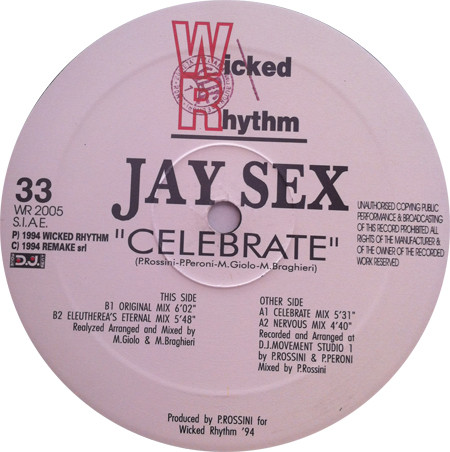 Wicked
Rhythm
JAY SEX
33
WR 2005
S.I.A.E.
P) 1994 WICKED RHYTHM
C) 1994 REMAKE srl
D.J.
"CELEBRATE"
(P.Rossini-P.Peroni-M.Giolo-M.Braghieri)
UNAUTHORISED COPYING PUBLIC
PERFORMANCE & BROADCASTING
OF THIS RECORD PROHIBITED ALL
RIGHTS OF THE MANUFACTURER &
OF THE OWNER OF THE RECORDED
WORK RESERVED
THIS SIDE
B1 ORIGINAL MIX 6'02"
B2 ELEUTHEREA'S ETERNAL MIX 5'48"
Realyzed Arranged and Mixed by
M.Giolo & M.Braghieri
OTHER SIDE
A1 CELEBRATE MIX 5'31"
A2 NERVOUS MIX 4'40"
Recorded and Arranged at
D.J.MOVEMENT STUDIO 1
by P.ROSSINI & P.PERONI
Mixed by P.Rossini
Produced by P.ROSSINI for
Wicked Rhythm '94